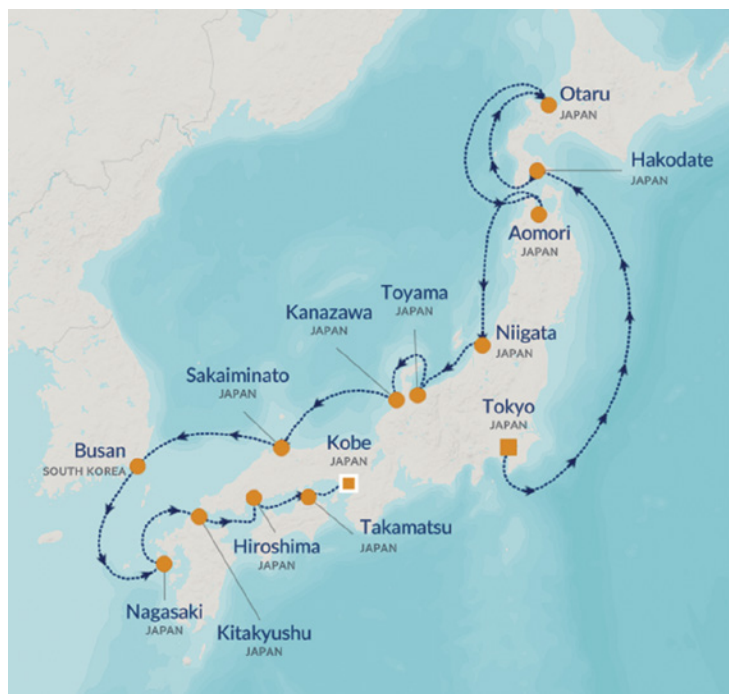 Otaru
JAPAN
Hakodate
JAPAN
Aomori
JAPAN
Toyama
JAPAN
Kanazawa
JAPAN
Niigata
JAPAN
Sakaiminato
JAPAN
Tokyo
JAPAN
Kobe
JAPAN
Busan
SOUTH KOREA
Takamatsu
JAPAN
Hiroshima
JAPAN
Nagasaki
JAPAN
Kitakyushu
JAPAN